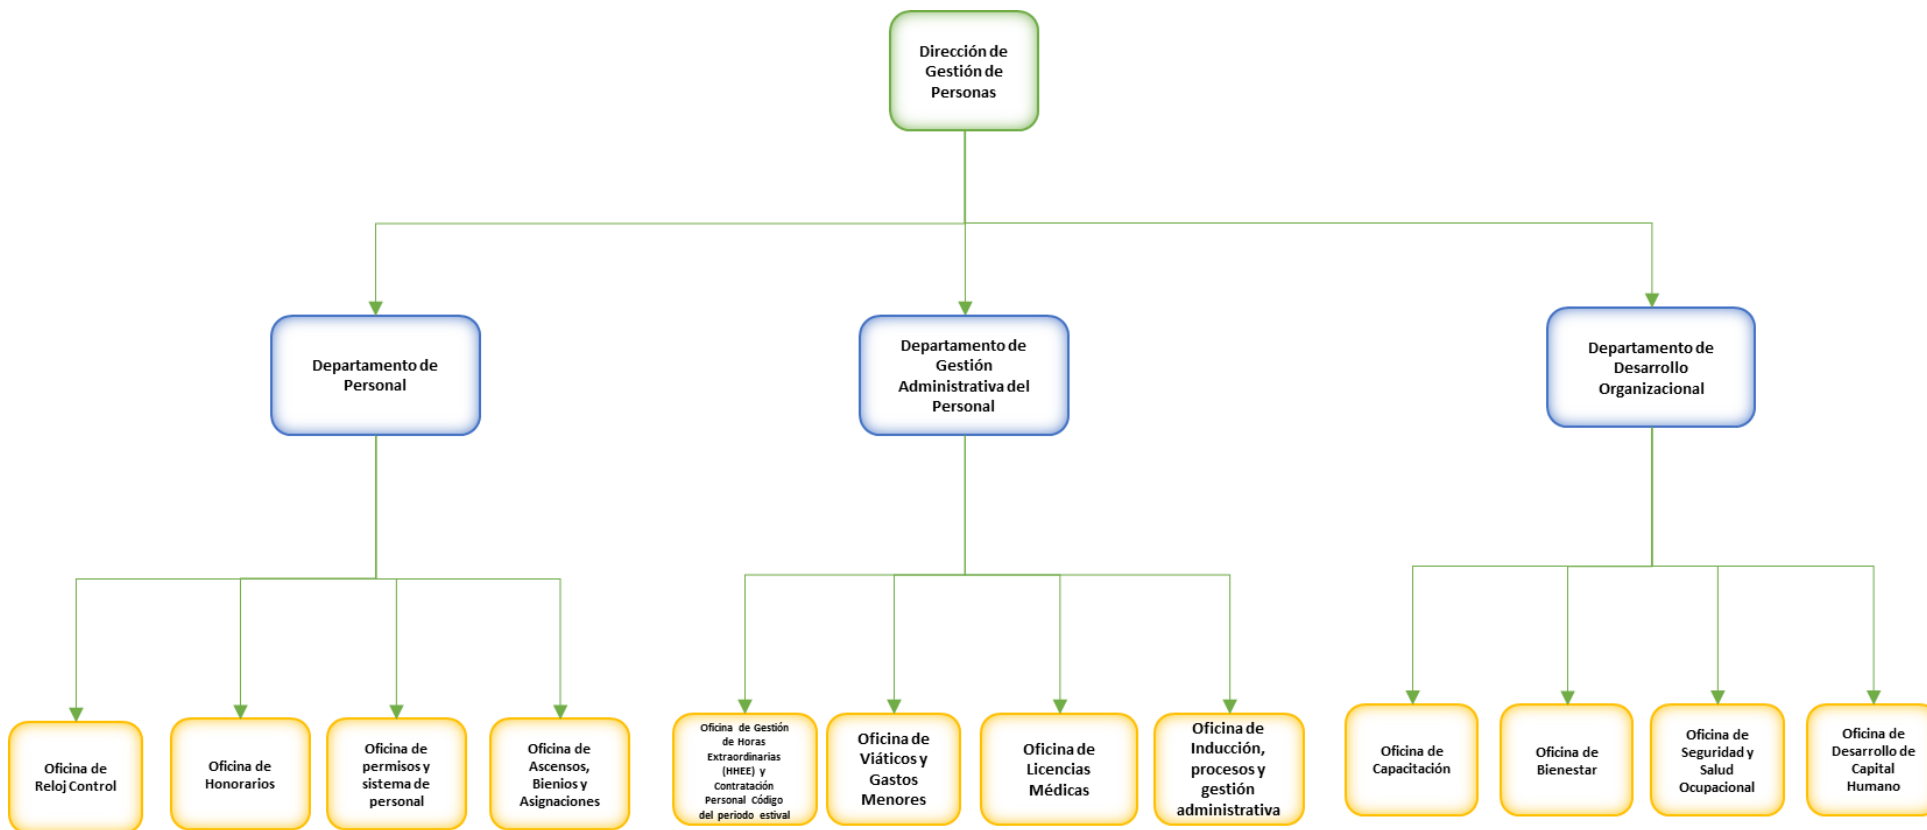 Dirección de
Gestión de
Personas
Departamento de
Personal
Departamento de
Gestión
Administrativa del
Personal
Departamento de
Desarrollo
Organizacional
Oficina de
Reloj Control
Oficina de
Honorarios
Oficina de
permisos y
sistema de
personal
Oficina de
Ascensos,
Bienios y
Asignaciones
Oficina de Gestión
de Horas
Extraordinarias
(HHEE) y
Contratación
Personal Código
del periodo estival
Oficina de
Viáticos y
Gastos
Menores
Oficina de
Licencias
Médicas
Oficina de
Inducción,
procesos y
gestión
administrativa
Oficina de
Capacitación
Oficina de
Bienestar
Oficina de
Seguridad y
Salud
Ocupacional
Oficina de
Desarrollo de
Capital
Humano